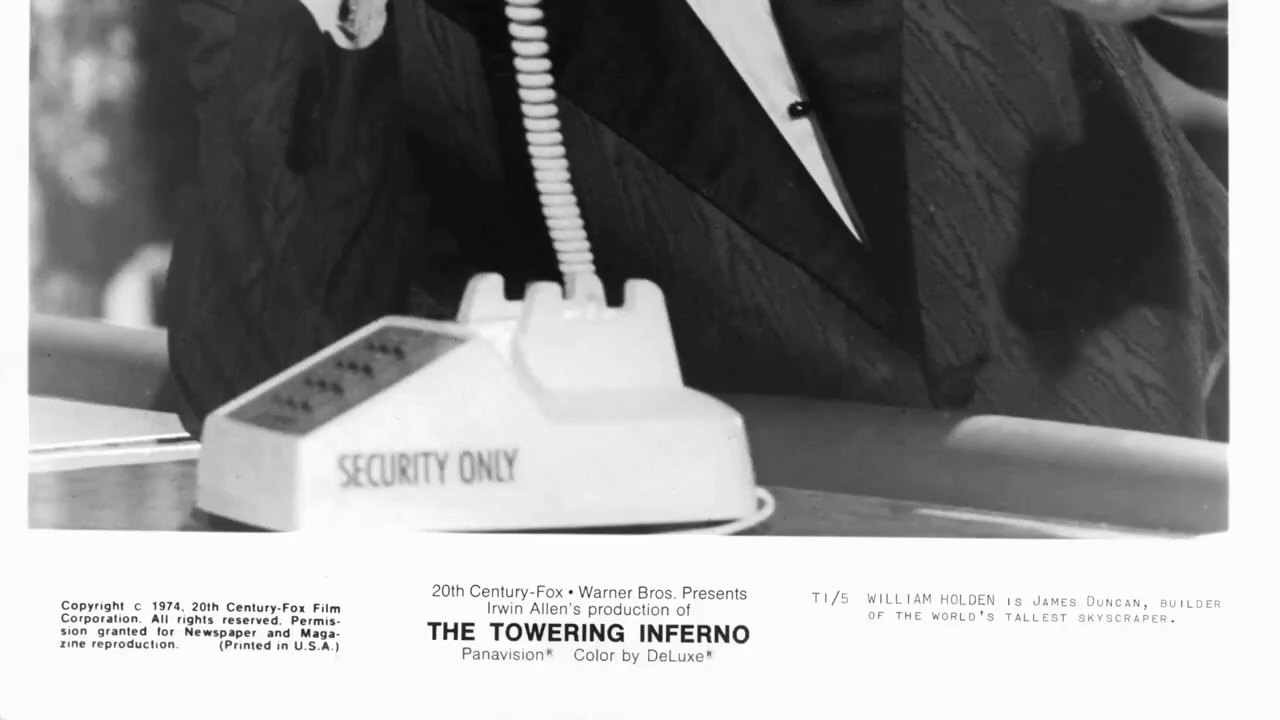 SECURITY ONLY
Copyright c 1974, 20th Century-Fox Film
Corporation. All rights reserved. Permis-
sion granted for Newspaper and Maga-
zine reproduction. (Printed in U.S.A.)
20th Century-Fox • Warner Bros. Presents
Irwin Allen's production of
THE TOWERING INFERNO
Panavision® Color by DeLuxe®
TI/5 WILLIAM HOLDEN IS JAMES DUNCAN, BUILDER
OF THE WORLD'S TALLEST SKYSCRAPER.